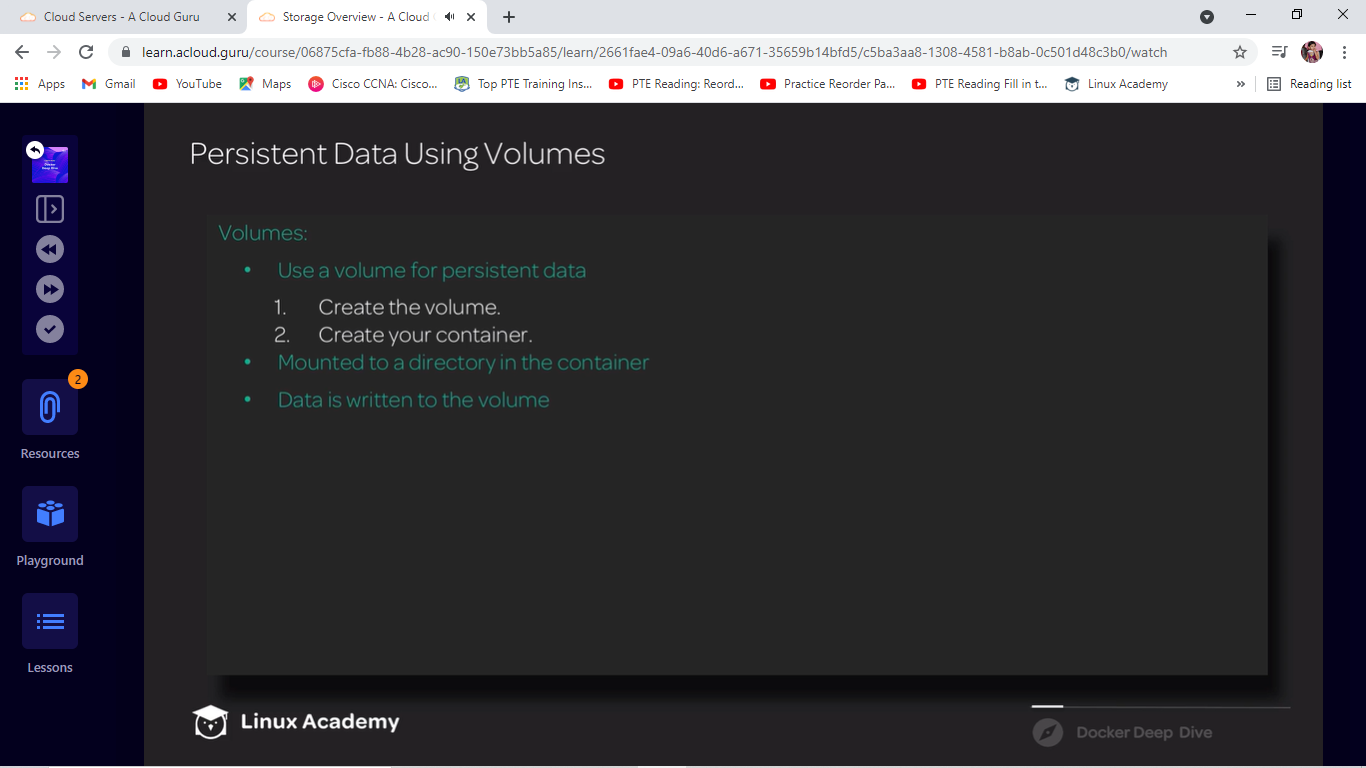 Cloud Servers - A Cloud Guru
Storage Overview - A Cloud
learn.acloud.guru/course/06875cfa-fb88-4b28-ac90-150e73bb5a85/learn/2661fae4-09a6-40d6-a671-35659b14bfd5/c5ba3aa8-1308-4581-b8ab-0c501d48c3b0/watch
Apps Gmail YouTube Maps Cisco CCNA: Cisco... Top PTE Training Ins... PTE Reading: Reord... Practice Reorder Pa... PTE Reading Fill in t... Linux Academy » Reading list
Persistent Data Using Volumes
Volumes:
• Use a volume for persistent data
1. Create the volume.
2. Create your container.
• Mounted to a directory in the container
• Data is written to the volume
2
Resources
Playground
Lessons
Linux Academy
Docker Deep Dive